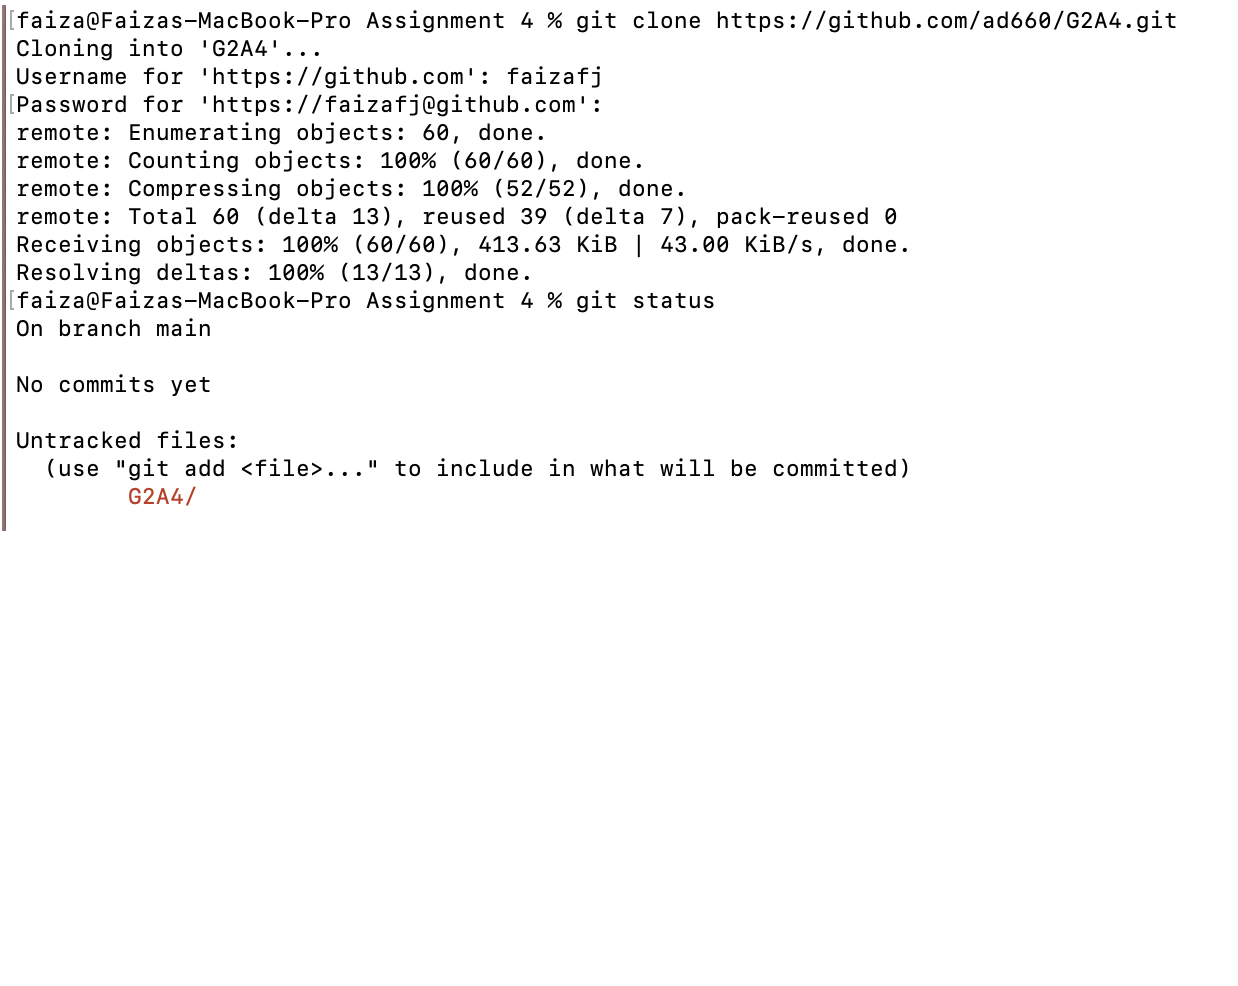 [faiza@Faizas-MacBook-Pro Assignment 4 % git clone https://github.com/ad660/G2A4.git
Cloning into 'G2A4'...
Username for 'https://github.com': faizafj
[Password for 'https://faizafj@github.com':
remote: Enumerating objects: 60, done.
remote: Counting objects: 100% (60/60), done.
remote: Compressing objects: 100% (52/52), done.
remote: Total 60 (delta 13), reused 39 (delta 7), pack-reused 0
Receiving objects: 100% (60/60), 413.63 KiB | 43.00 KiB/s, done.
Resolving deltas: 100% (13/13), done.
[faiza@Faizas-MacBook-Pro Assignment 4 % git status
On branch main
No commits yet
Untracked files:
(use "git add <file>..." to include in what will be committed)
G2A4/